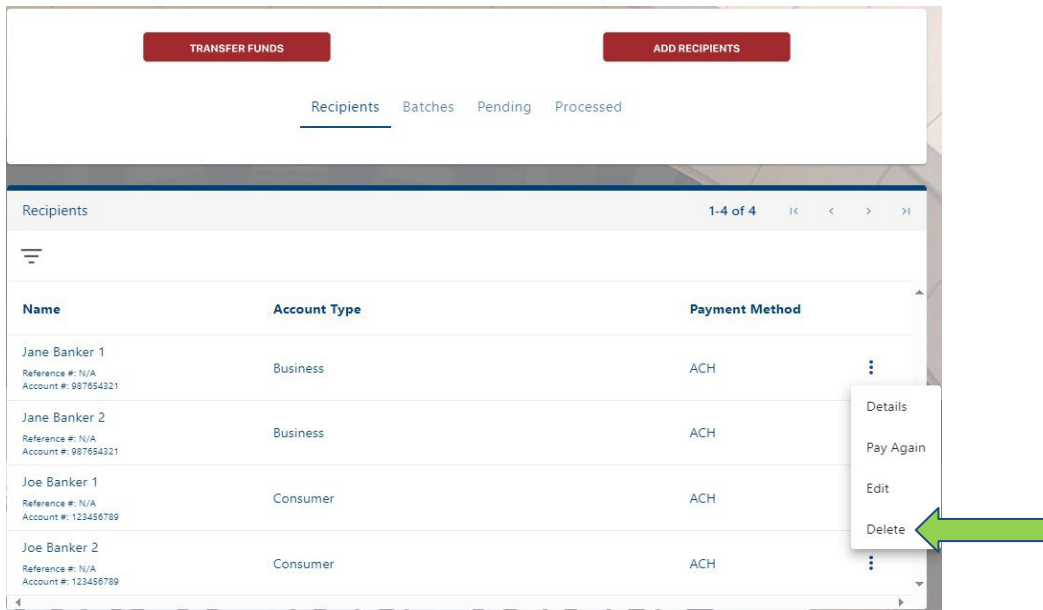 TRANSFER FUNDS ADD RECIPIENTS
Recipients Batches Pending Processed
Recipients 1-4 of 4
Name Account Type Payment Method
Jane Banker 1
Reference #: N/A
Account #: 987654321
Business ACH
Details
Jane Banker 2
Reference #: N/A
Account #: 987654321
Business ACH
Pay Again
Joe Banker 1
Reference #: N/A
Account #: 123456789
Consumer ACH
Edit
Delete
Joe Banker 2
Reference #: N/A
Account #: 123456789
Consumer ACH